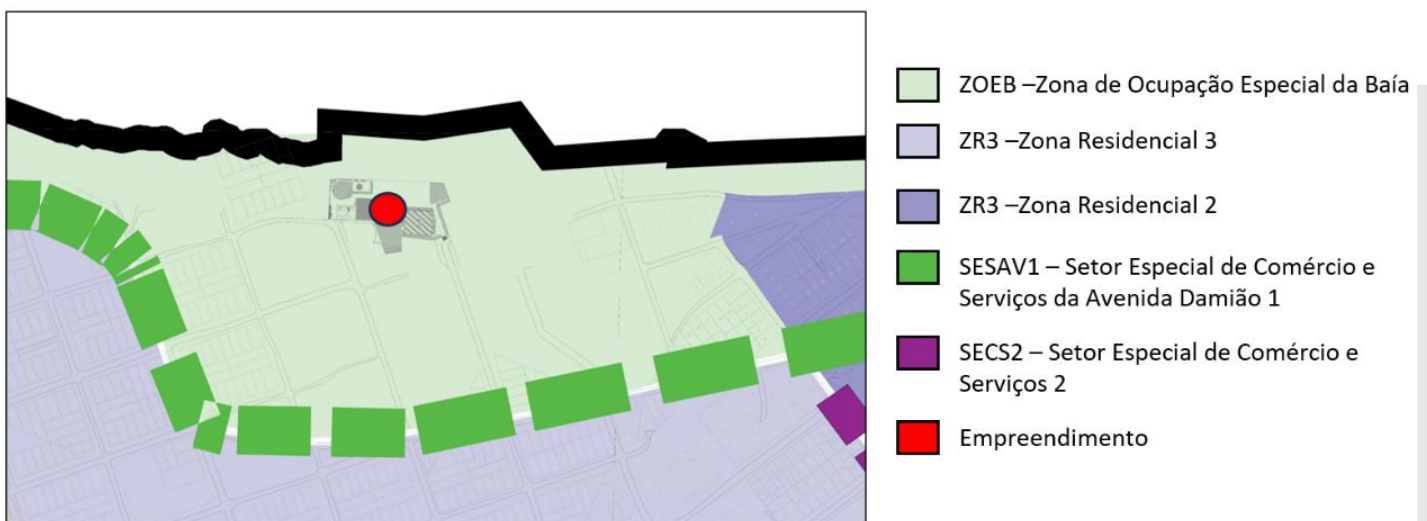 ZOEB –Zona de Ocupação Especial da Baía
ZR3 –Zona Residencial 3
ZR3 –Zona Residencial 2
SESAV1 – Setor Especial de Comércio e
Serviços da Avenida Damião 1
SECS2 – Setor Especial de Comércio e
Serviços 2
Empreendimento